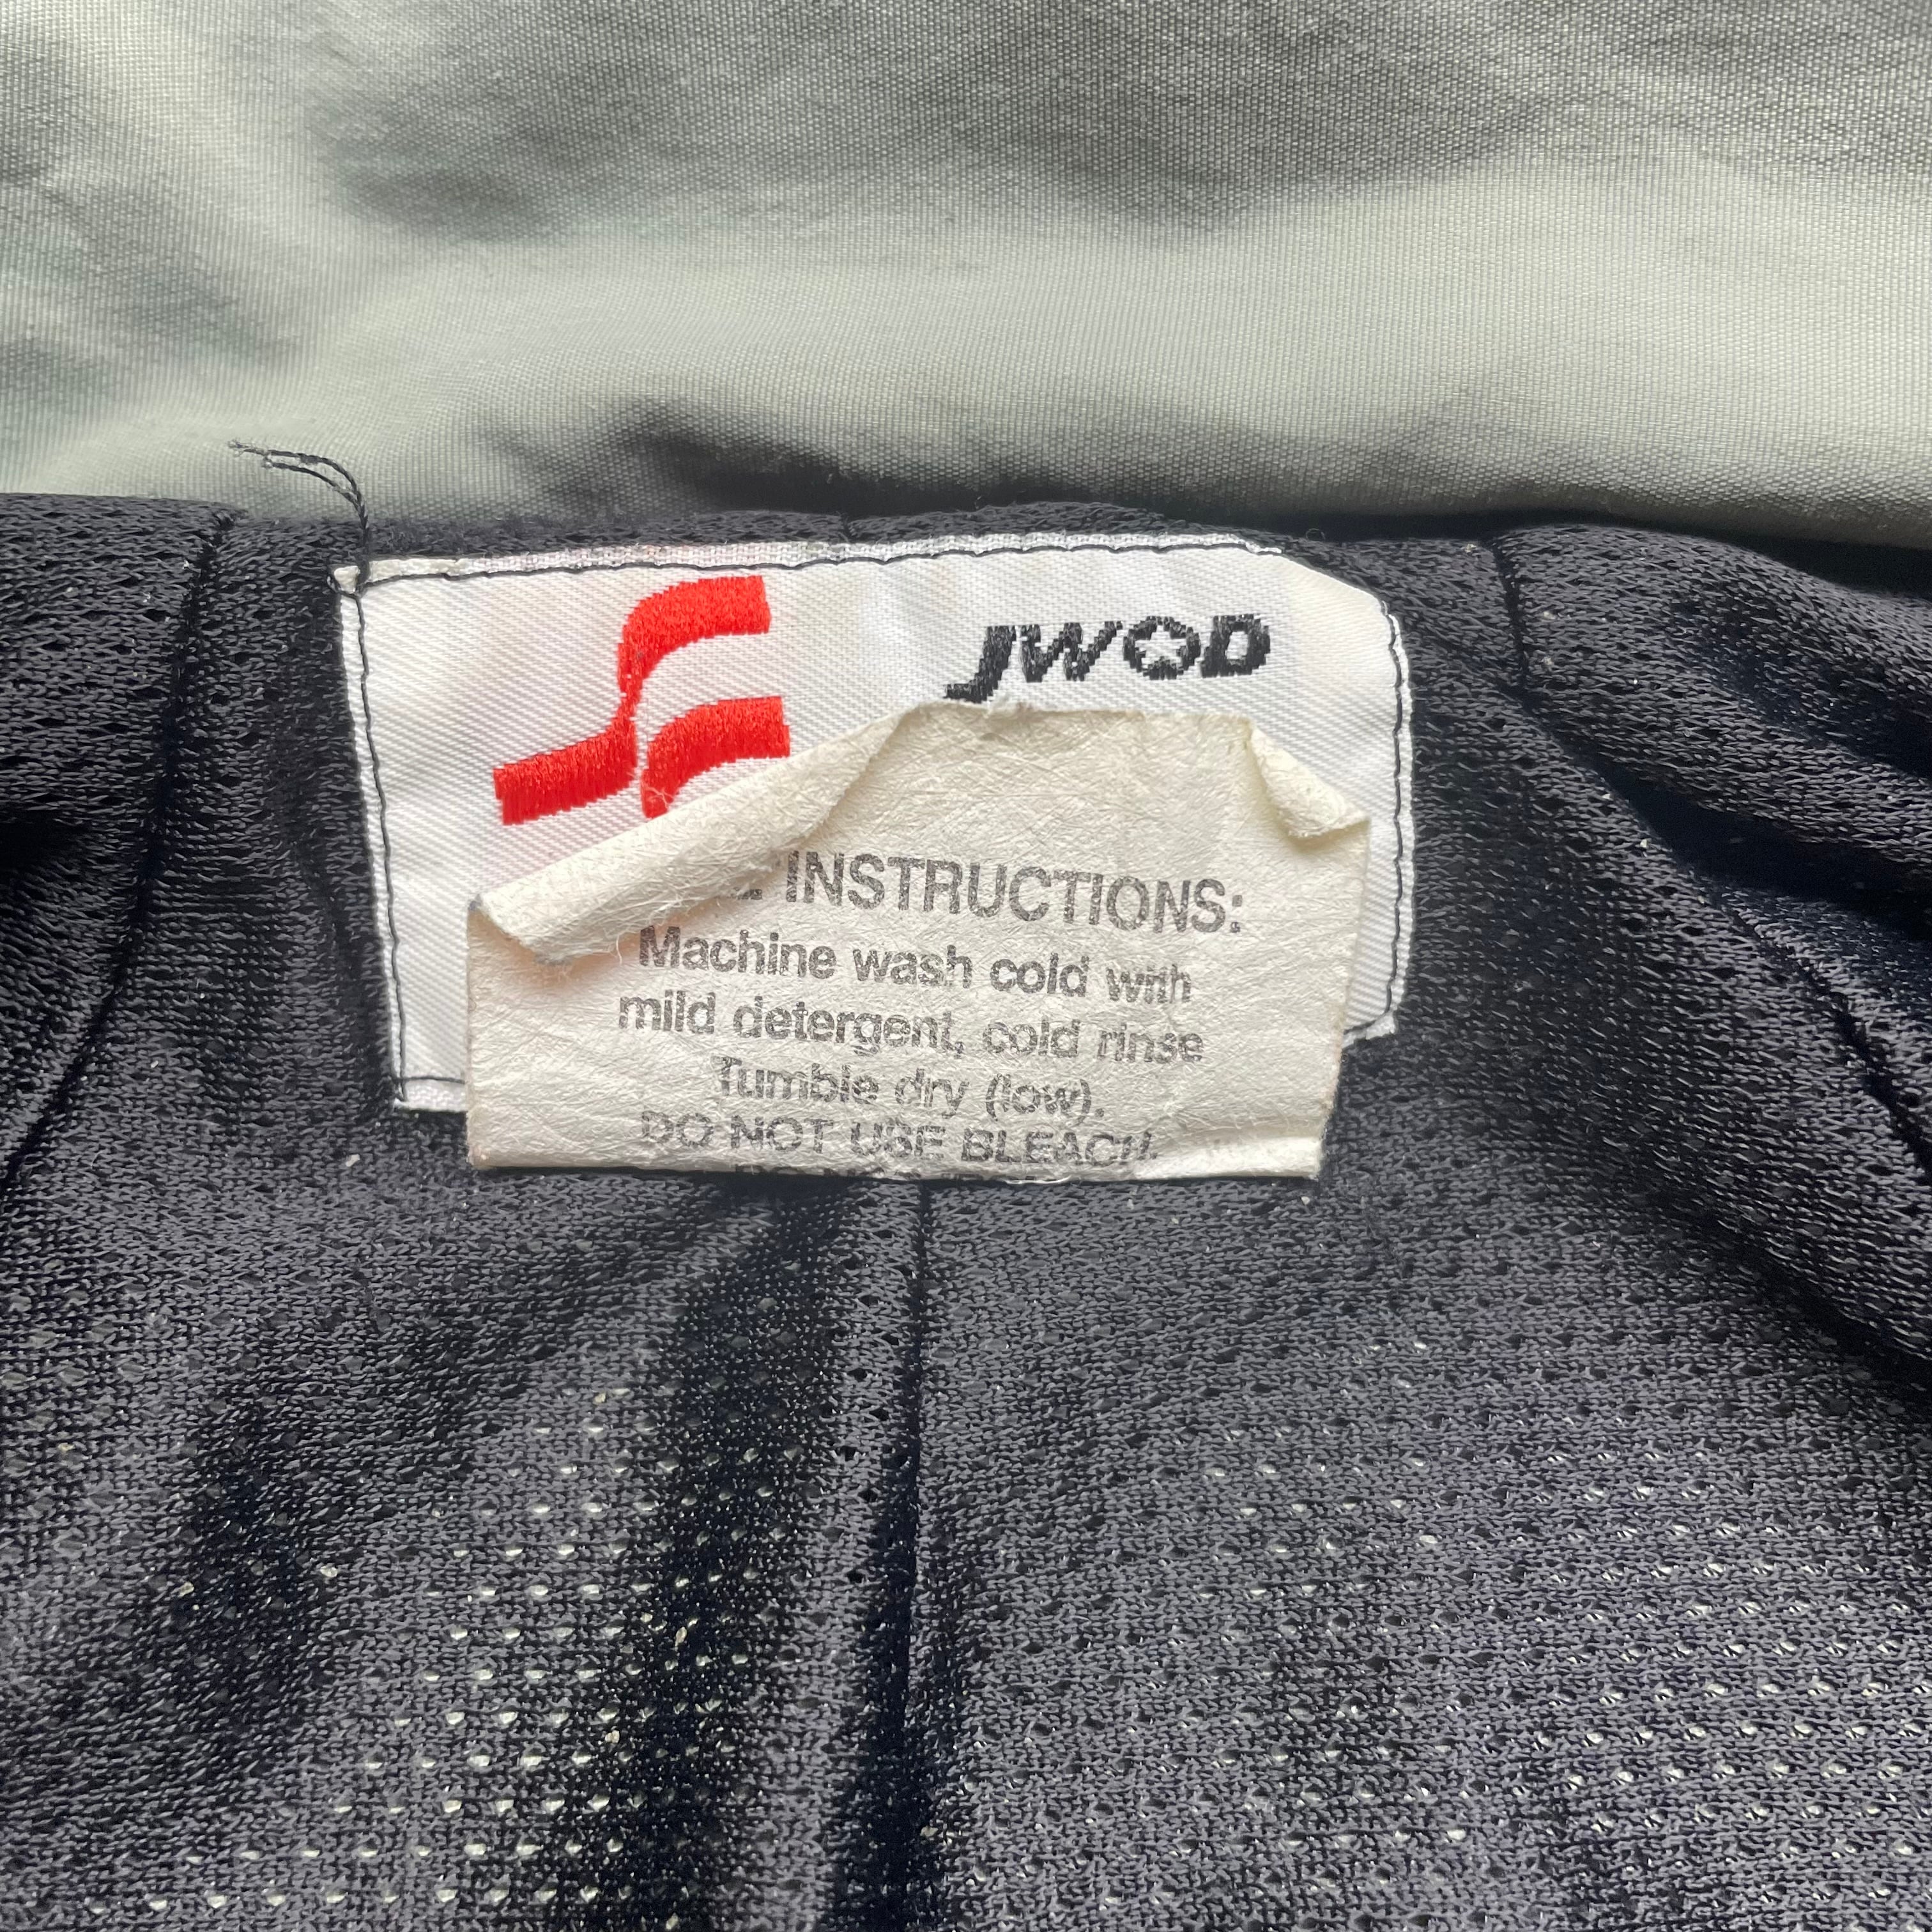 JWOD
INSTRUCTIONS:
Machine wash cold with
mild detergent, cold rinse
Tumble dry (low).
DO NOT USE BLEACH.